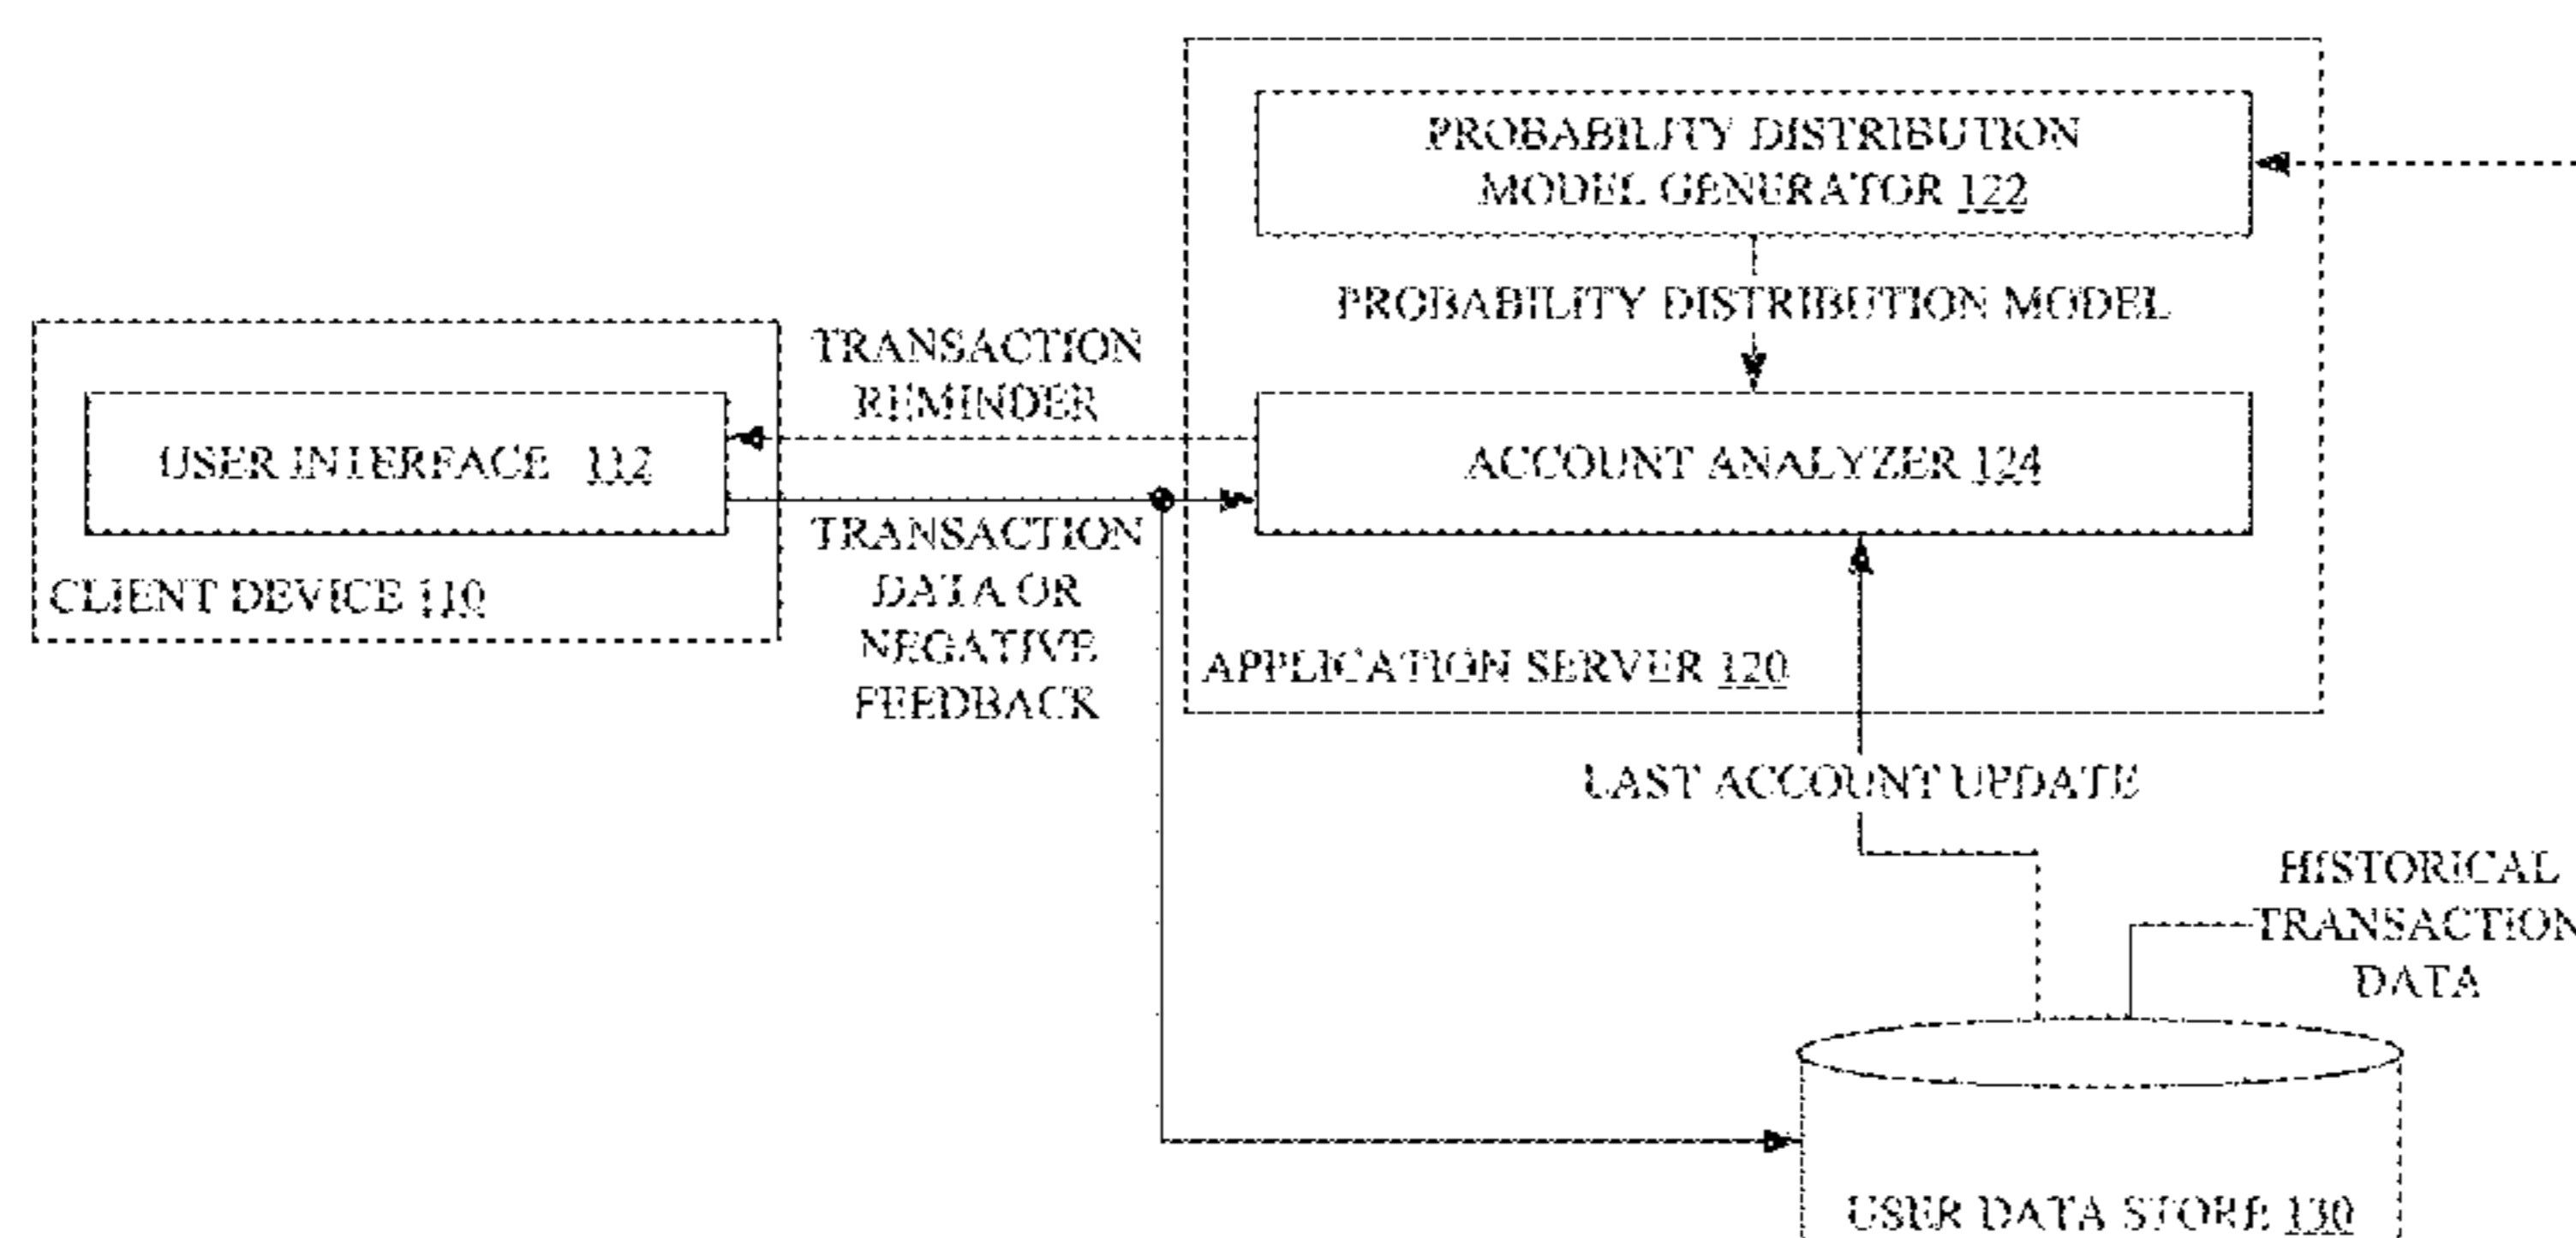 PROBABILITY DISTRIBUTION
MODEL GENERATOR 122
PROBABILITY DISTRIBUTION MODEL
TRANSACTION
REMINDER
USER INTERFACE 112
ACCOUNT ANALYZER 124
TRANSACTION
DATA OR
NEGATIVE
FEEDBACK
CLIENT DEVICE 110
APPLICATION SERVER 120
LAST ACCOUNT UPDATE
HISTORICAL
TRANSACTION
DATA
USER DATA STORE 130